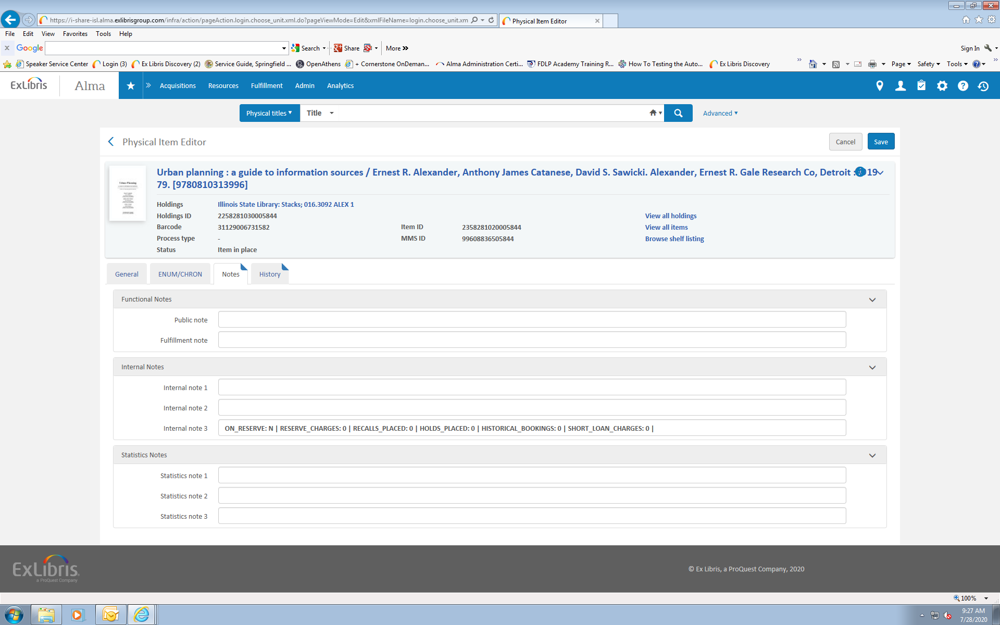 https://i-share-isl.alma.exlibrisgroup.com/infra/action/pageAction.login.choose_unit.xml.do?pageViewMode=Edit&xmlFileName=login.choose_unit.xm
Physical Item Editor
File Edit View Favorites Tools Help
x Google Search Share More »
Sign In
Speaker Service Center Login (3) Ex Libris Discovery (2) Service Guide, Springfield ... OpenAthens + Cornerstone OnDeman... Alma Administration Certi... FDLP Academy Training R... How To Testing the Auto... Ex Libris Discovery
Page Safety Tools
ExLibris Alma Acquisitions Resources Fulfillment Admin Analytics
Physical titles Title Advanced
Physical Item Editor
Cancel Save
Urban planning : a guide to information sources / Ernest R. Alexander, Anthony James Catanese, David S. Sawicki. Alexander, Ernest R. Gale Research Co, Detroit : 19
79. [9780810313996]
Urban Planning
Holdings Illinois State Library: Stacks; 016.3092 ALEX 1
Holdings ID 2258281030005844 View all holdings
Barcode 31129006731582 Item ID 2358281020005844 View all items
Process type - MMS ID 99608836505844 Browse shelf listing
Status Item in place
General ENUM/CHRON Notes History
Functional Notes
Public note
Fulfillment note
Internal Notes
Internal note 1
Internal note 2
Internal note 3 ON_RESERVE: N | RESERVE_CHARGES: 0 | RECALLS_PLACED: 0 | HOLDS_PLACED: 0 | HISTORICAL_BOOKINGS: 0 | SHORT_LOAN_CHARGES: 0 |
Statistics Notes
Statistics note 1
Statistics note 2
Statistics note 3
ExLibris
a ProQuest Company
© Ex Libris, a ProQuest Company, 2020
100%
9:27 AM
7/28/2020